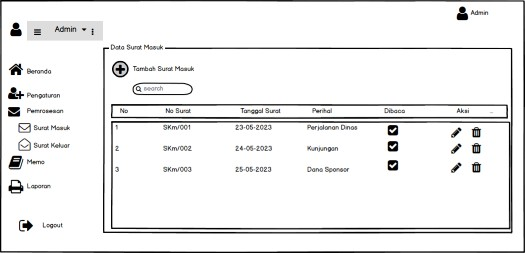 Admin
Admin
Data Surat Masuk
Tambah Surat Masuk
search
Beranda
Pengaturan
Pemrosesan
Surat Masuk
Surat Keluar
Memo
Laporan
Logout
No No Surat Tanggal Surat Perihal Dibaca Aksi
1 SKm/001 23-05-2023 Perjalanan Dinas
2 SKm/002 24-05-2023 Kunjungan
3 SKm/003 25-05-2023 Dana Sponsor